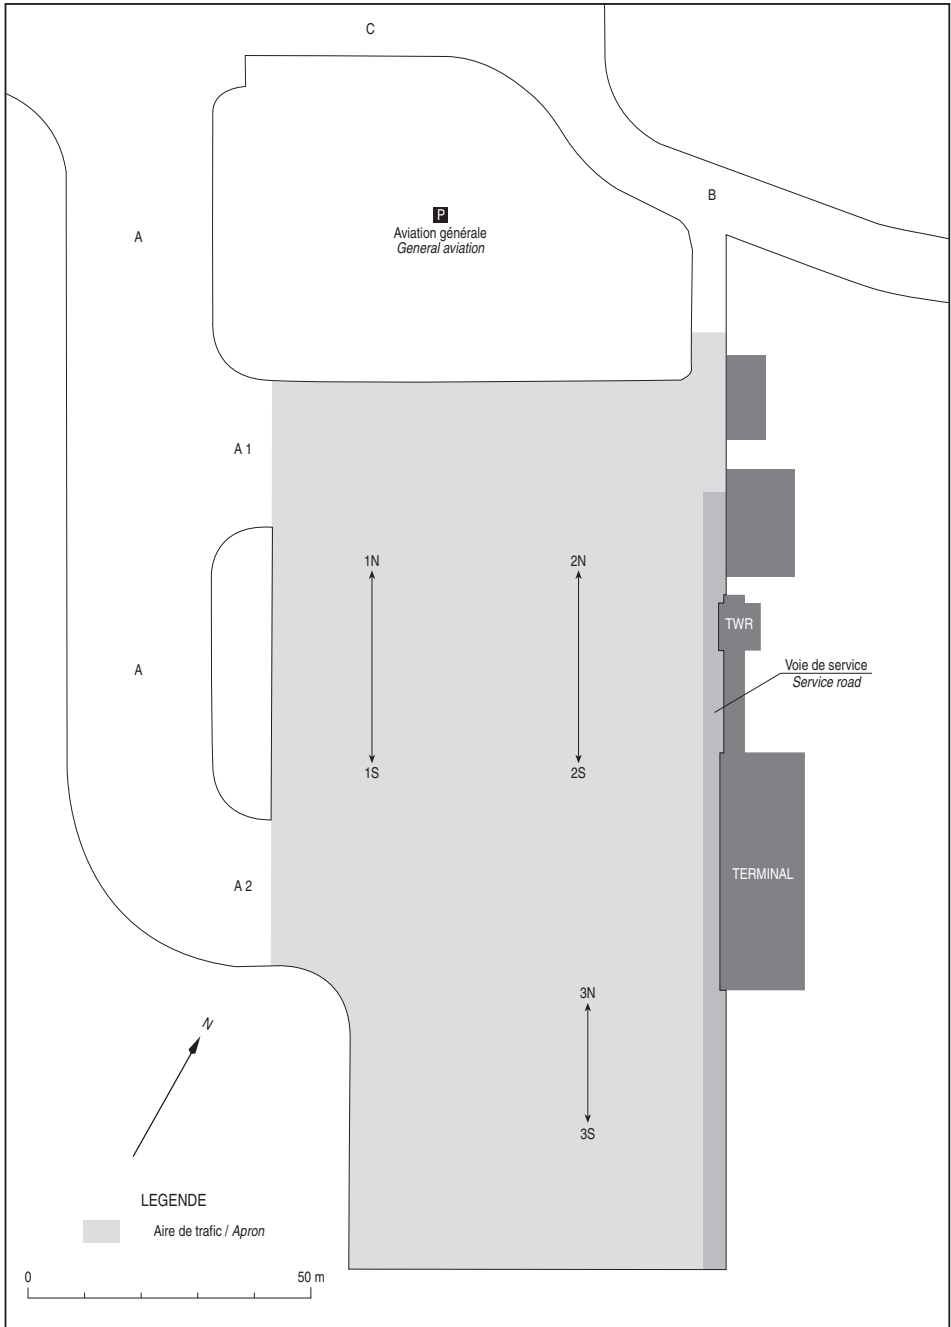 C
B
P
A
Aviation générale
General aviation
A 1
1N
2N
TWR
A
Voie de service
Service road
1S
2S
TERMINAL
A 2
3N
N
3S
LEGENDE
Aire de trafic / Apron
0
50 m